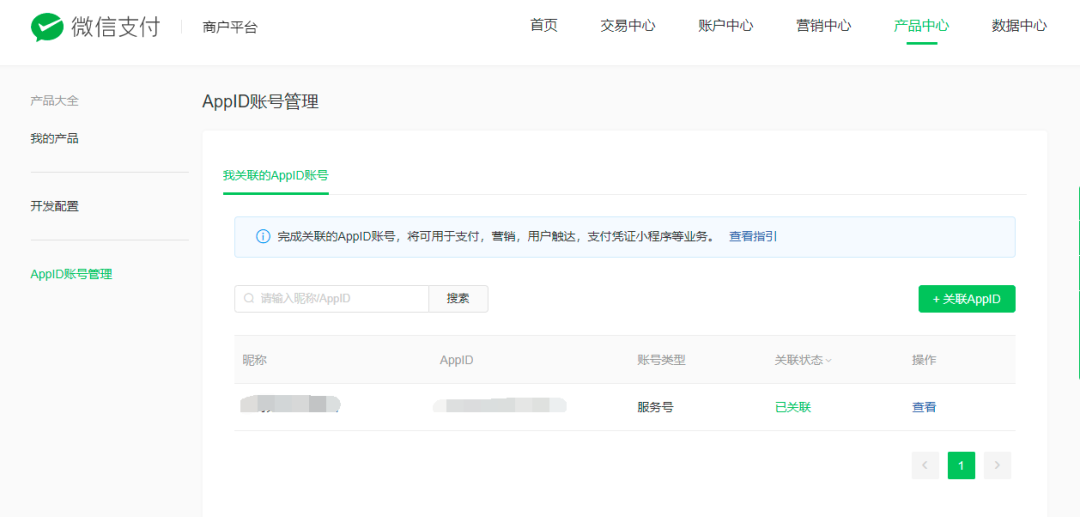 微信支付 商户平台 首页 交易中心 账户中心 营销中心 产品中心 数据中心
产品大全
我的产品
开发配置
AppID账号管理
AppID账号管理
我关联的AppID账号
完成关联的AppID账号，将可用于支付，营销，用户触达，支付凭证小程序等业务。 查看指引
请输入昵称/AppID 搜索 + 关联AppID
昵称 AppID 账号类型 关联状态 操作
服务号 已关联 查看
< 1 >